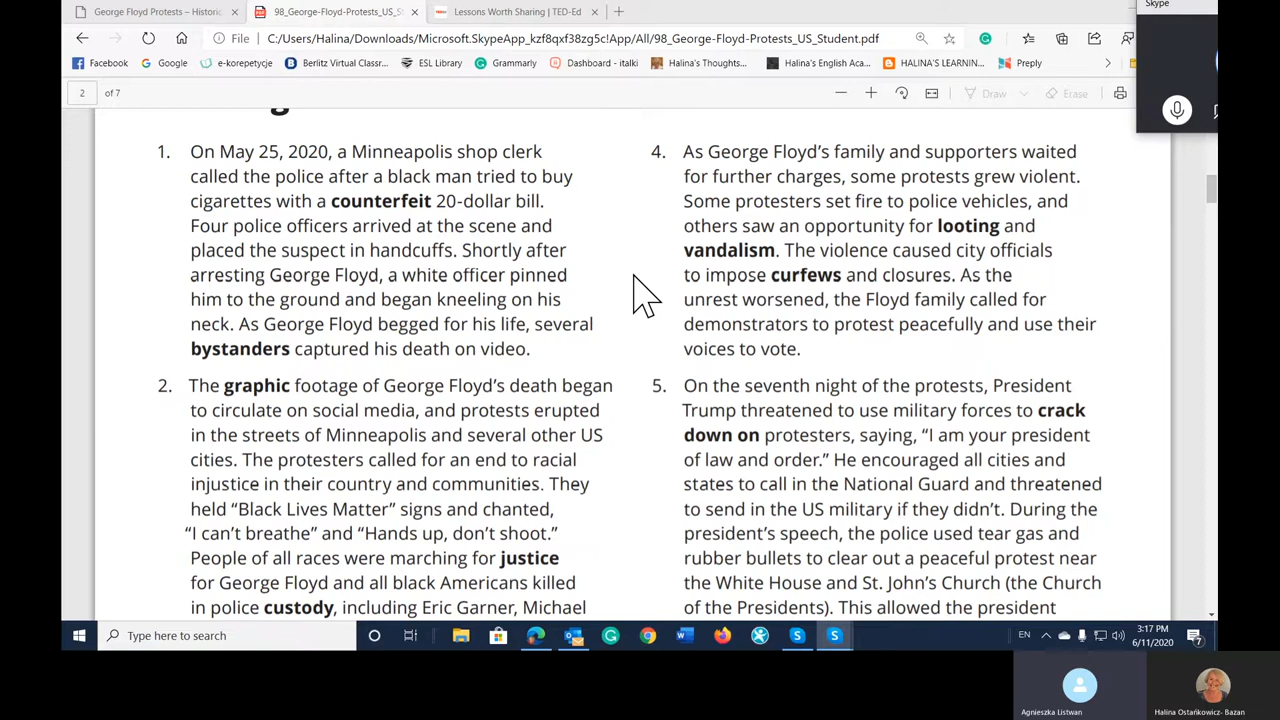 George Floyd Protests – Historic
98_George-Floyd-Protests_US_St
Lessons Worth Sharing | TED-Ed
Skype
File
C:/Users/Halina/Downloads/Microsoft.SkypeApp_kzf8qxf38zg5c!App/All/98_George-Floyd-Protests_US_Student.pdf
Facebook
Google
e-korepetycje
Berlitz Virtual Classr...
ESL Library
Grammarly
Dashboard - italki
Halina's Thoughts...
Halina's English Aca...
HALINA'S LEARNIN...
Preply
2 of 7
Draw
Erase
1. On May 25, 2020, a Minneapolis shop clerk
called the police after a black man tried to buy
cigarettes with a counterfeit 20-dollar bill.
Four police officers arrived at the scene and
placed the suspect in handcuffs. Shortly after
arresting George Floyd, a white officer pinned
him to the ground and began kneeling on his
neck. As George Floyd begged for his life, several
bystanders captured his death on video.
2. The graphic footage of George Floyd’s death began
to circulate on social media, and protests erupted
in the streets of Minneapolis and several other US
cities. The protesters called for an end to racial
injustice in their country and communities. They
held “Black Lives Matter” signs and chanted,
“I can’t breathe” and “Hands up, don’t shoot.”
People of all races were marching for justice
for George Floyd and all black Americans killed
in police custody, including Eric Garner, Michael
4. As George Floyd’s family and supporters waited
for further charges, some protests grew violent.
Some protesters set fire to police vehicles, and
others saw an opportunity for looting and
vandalism. The violence caused city officials
to impose curfews and closures. As the
unrest worsened, the Floyd family called for
demonstrators to protest peacefully and use their
voices to vote.
5. On the seventh night of the protests, President
Trump threatened to use military forces to crack
down on protesters, saying, “I am your president
of law and order.” He encouraged all cities and
states to call in the National Guard and threatened
to send in the US military if they didn’t. During the
president’s speech, the police used tear gas and
rubber bullets to clear out a peaceful protest near
the White House and St. John’s Church (the Church
of the Presidents). This allowed the president
Type here to search
EN
3:17 PM
6/11/2020
7
Agnieszka Listwan
Halina Ostańkowicz- Bazan